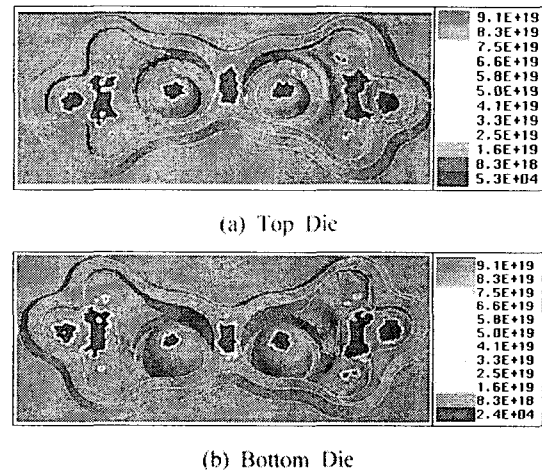 9.1E+19
8.3E+19
7.5E+19
6.6E+19
5.8E+19
5.0E+19
4.1E+19
3.3E+19
2.5E+19
1.6E+19
8.3E+18
5.3E+04
(a) Top Die
9.1E+19
8.3E+19
7.5E+19
6.6E+19
5.8E+19
5.0E+19
4.1E+19
3.3E+19
2.5E+19
1.6E+19
8.3E+18
2.4E+04
(b) Bottom Die